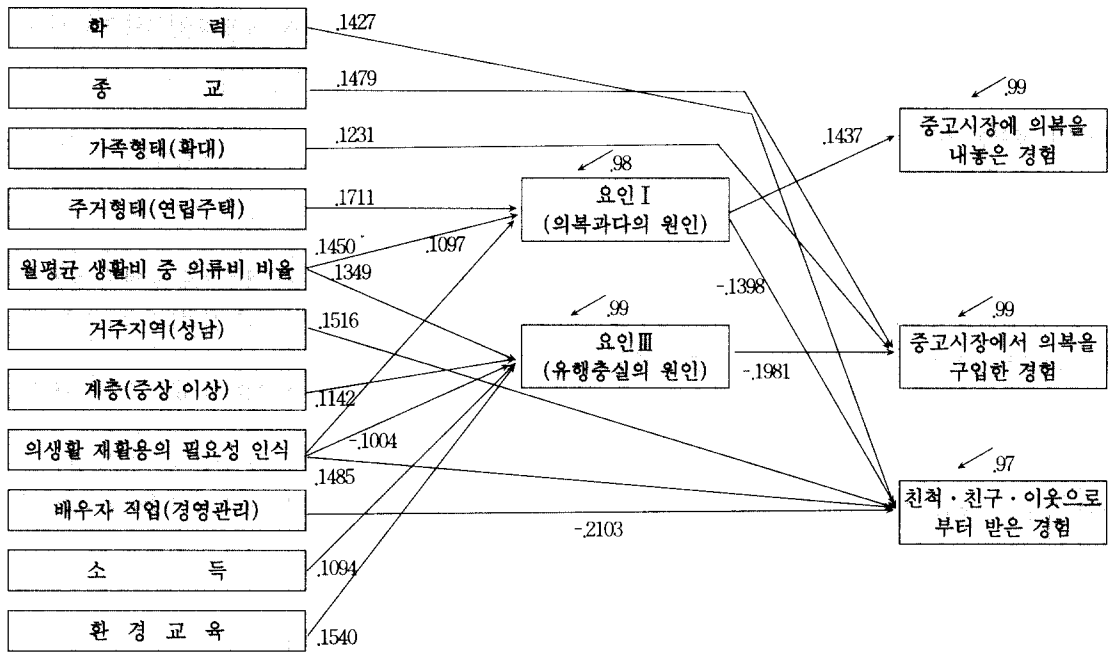 학 력
.1427
종 교
.1479
.99
가족형태(확대)
.1231
중고시장에 의복을
내놓은 경험
.1437
.98
주거형태(연립주택)
.1711
요인Ⅰ
(의복과다의 원인)
.1450
.1097
월평균 생활비 중 의류비 비율
.1349
-.1398
거주지역(성남)
.1516
.99
.99
요인Ⅲ
(유행충실의 원인)
중고시장에서 의복을
구입한 경험
-.1981
계층(중상 이상)
.1142
의생활 재활용의 필요성 인식
-.1004
.1485
.97
배우자 직업(경영관리)
-.2103
친척·친구·이웃으로
부터 받은 경험
소 득
.1094
환 경 교 육
.1540